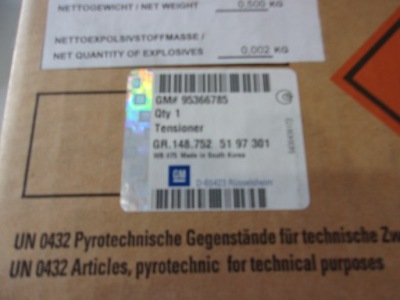 NETTOGEWICHT / NET WEIGHT 0.500 KG
NETTOEXPOLSIVSTOFFMASSE /
NET QUANTITY OF EXPLOSIVES 0,002 KG
GM# 95366785
Qty 1
Tensioner
GR.148.752 51 97 301
Made in South Korea
GM
D-65423 Rüsselsheim
UN 0432 Pyrotechnische Gegenstände für technische Zw
UN 0432 Articles, pyrotechnic for technical purposes